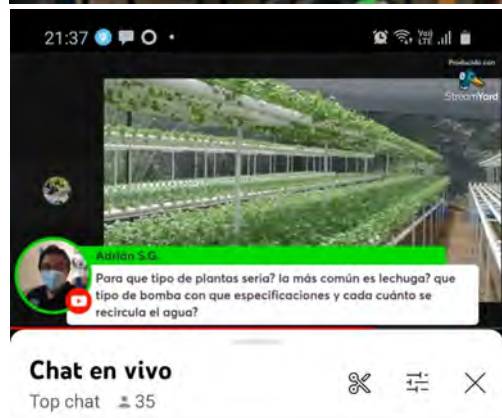 21:37
VoLTE
Producido con
StreamYard
Adrián S.G.
Para que tipo de plantas seria? la más común es lechuga? que
tipo de bomba con que especificaciones y cada cuánto se
recircula el agua?
Chat en vivo
Top chat 35